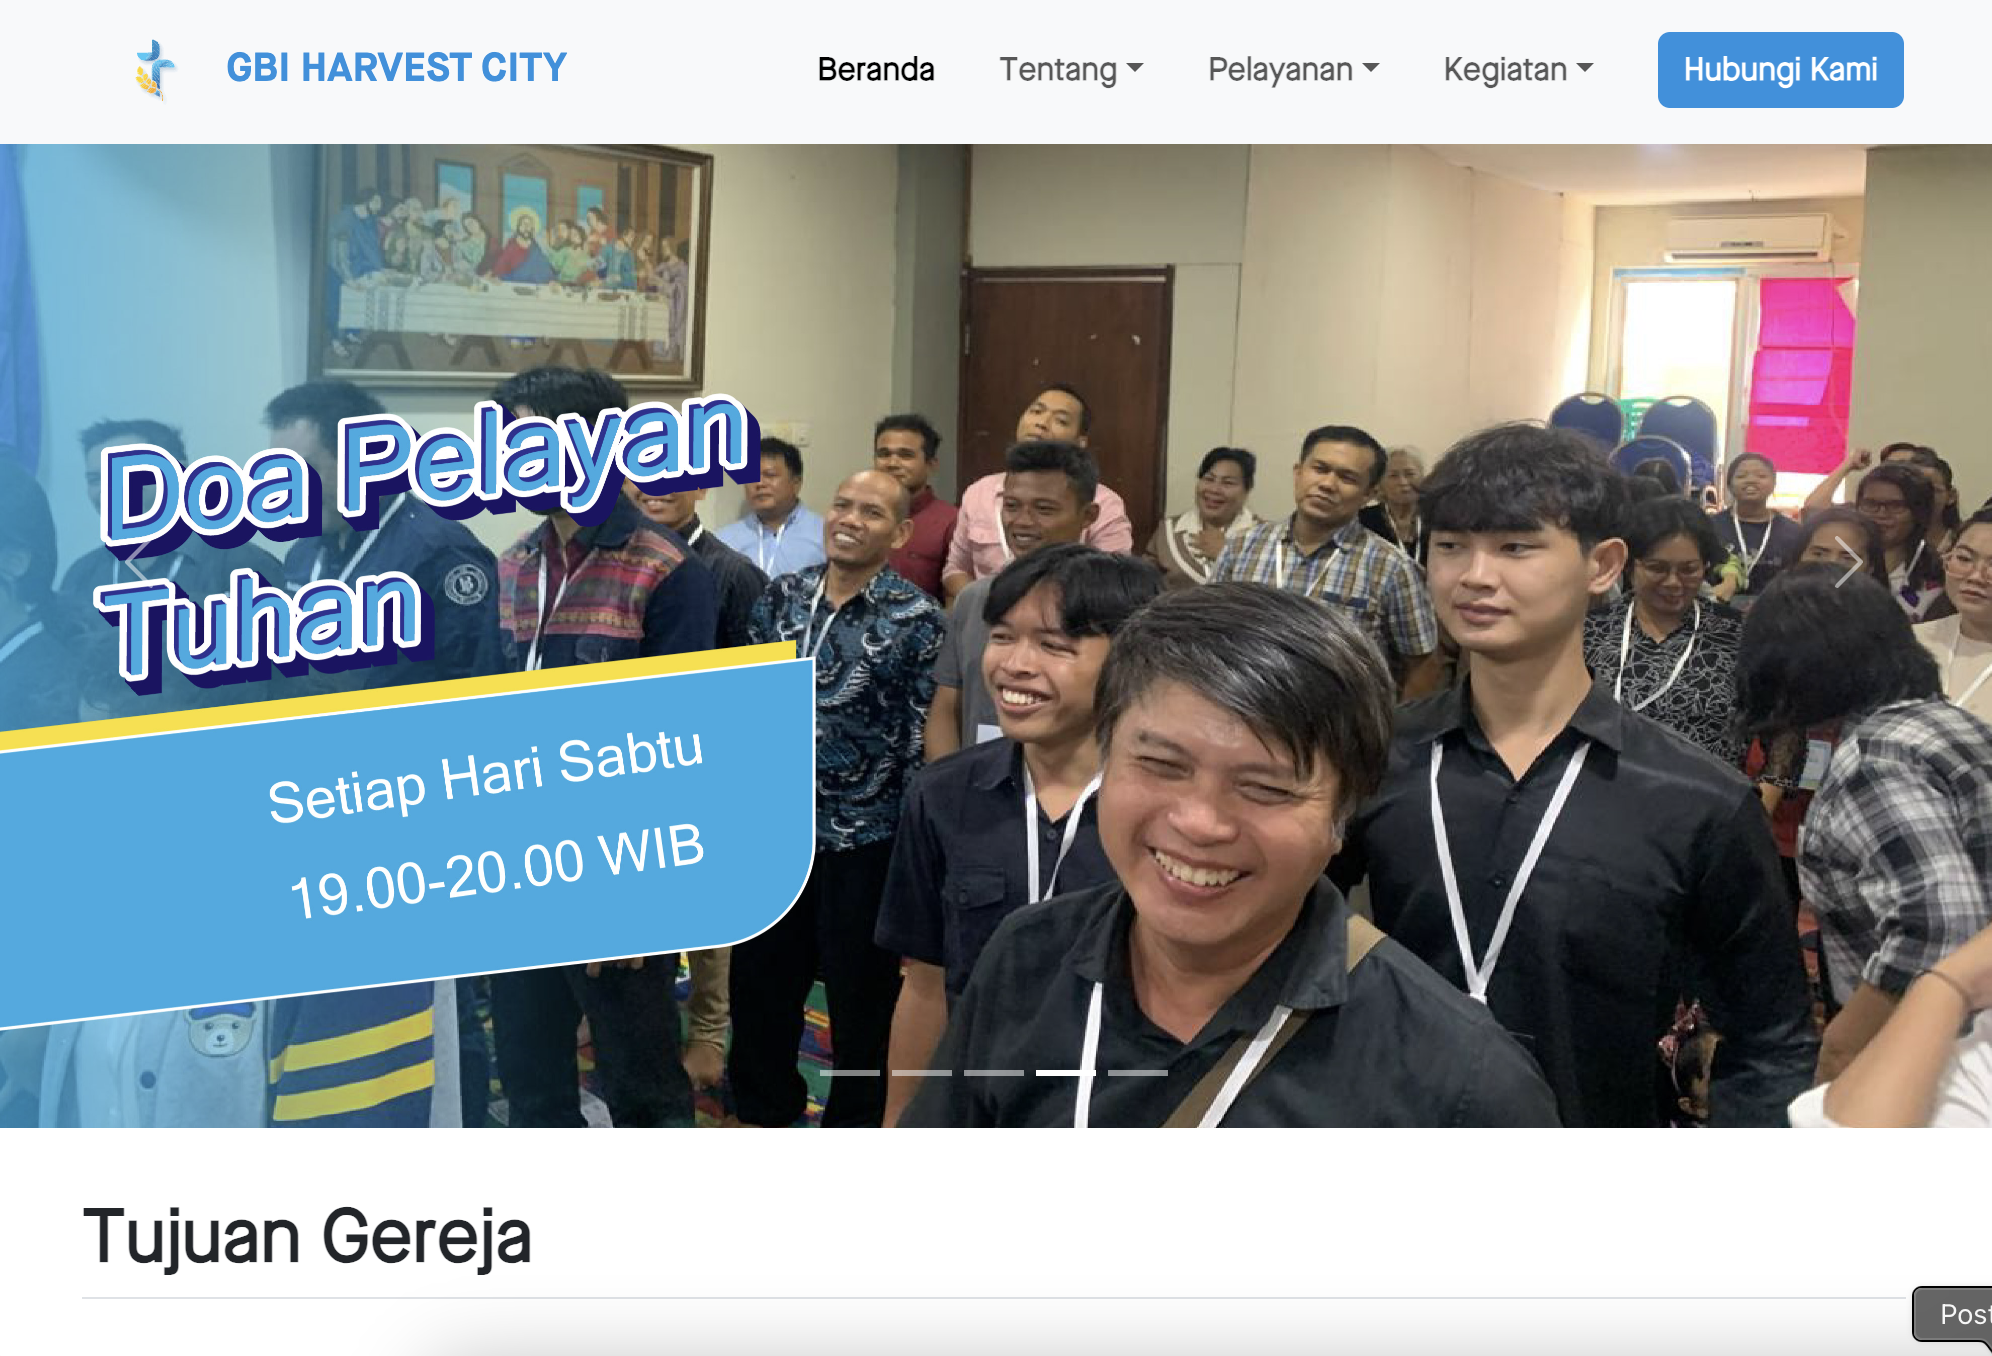 GBI HARVEST CITY
Beranda
Tentang
Pelayanan
Kegiatan
Hubungi Kami
Doa Pelayan
Tuhan
Setiap Hari Sabtu
19.00-20.00 WIB
Tujuan Gereja
Post